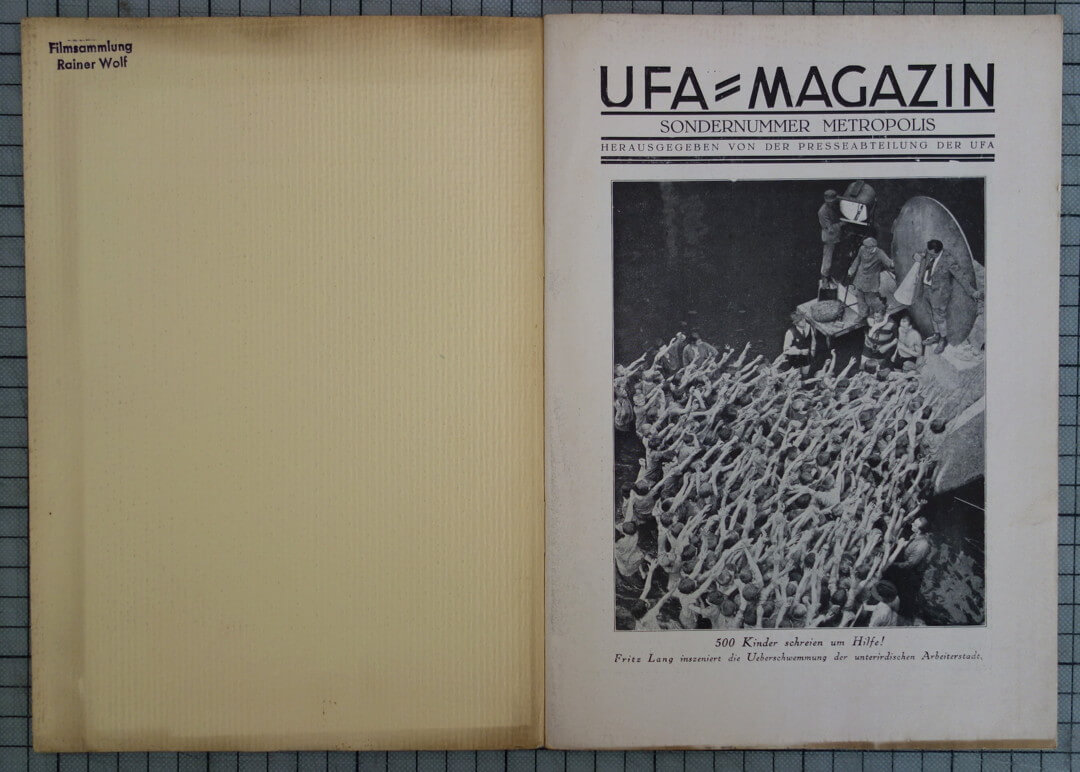 Filmsammlung
Rainer Wolf
UFA=MAGAZIN
SONDERNUMMER METROPOLIS
HERAUSGEGEBEN VON DER PRESSEABTEILUNG DER UFA
500 Kinder schreien um Hilfe!
Fritz Lang inszeniert die Ueberschwemmung der unterirdischen Arbeiterstadt.